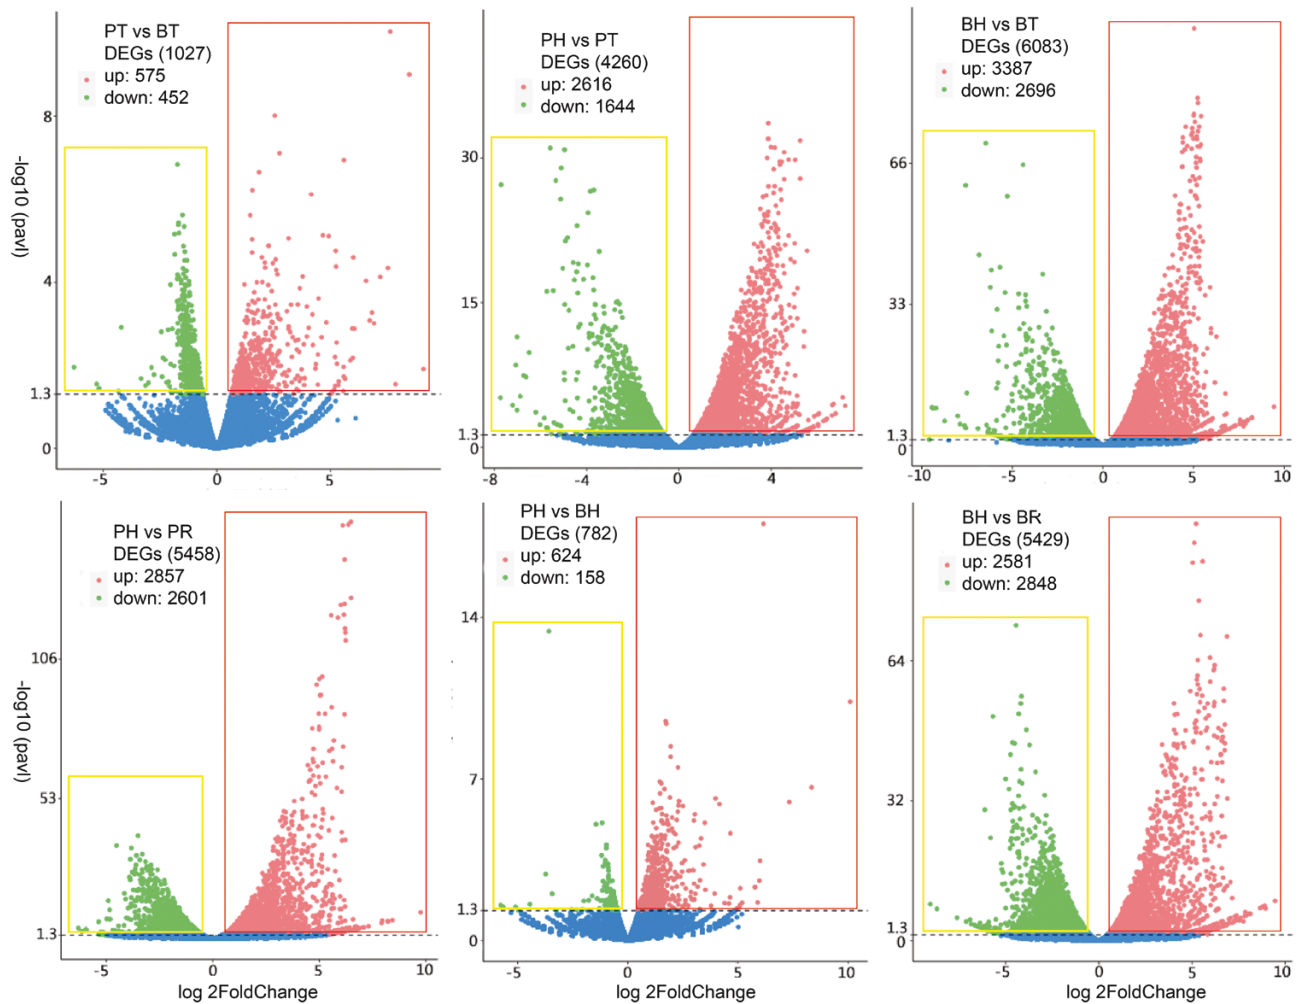 PT vs BT
DEGs (1027)
up: 575
down: 452
-log10 (pavl)
8
4
1.3
0
-5
0
5
PH vs PT
DEGs (4260)
up: 2616
down: 1644
30
15
1.3
0
-8
-4
0
4
BH vs BT
DEGs (6083)
up: 3387
down: 2696
66
33
1.3
0
-10
-5
0
5
10
PH vs PR
DEGs (5458)
up: 2857
down: 2601
-log10 (pavl)
106
53
1.3
-5
0
5
10
log 2FoldChange
PH vs BH
DEGs (782)
up: 624
down: 158
14
7
1.3
0
-5
0
5
10
log 2FoldChange
BH vs BR
DEGs (5429)
up: 2581
down: 2848
64
32
1.3
0
-5
0
5
10
log 2FoldChange